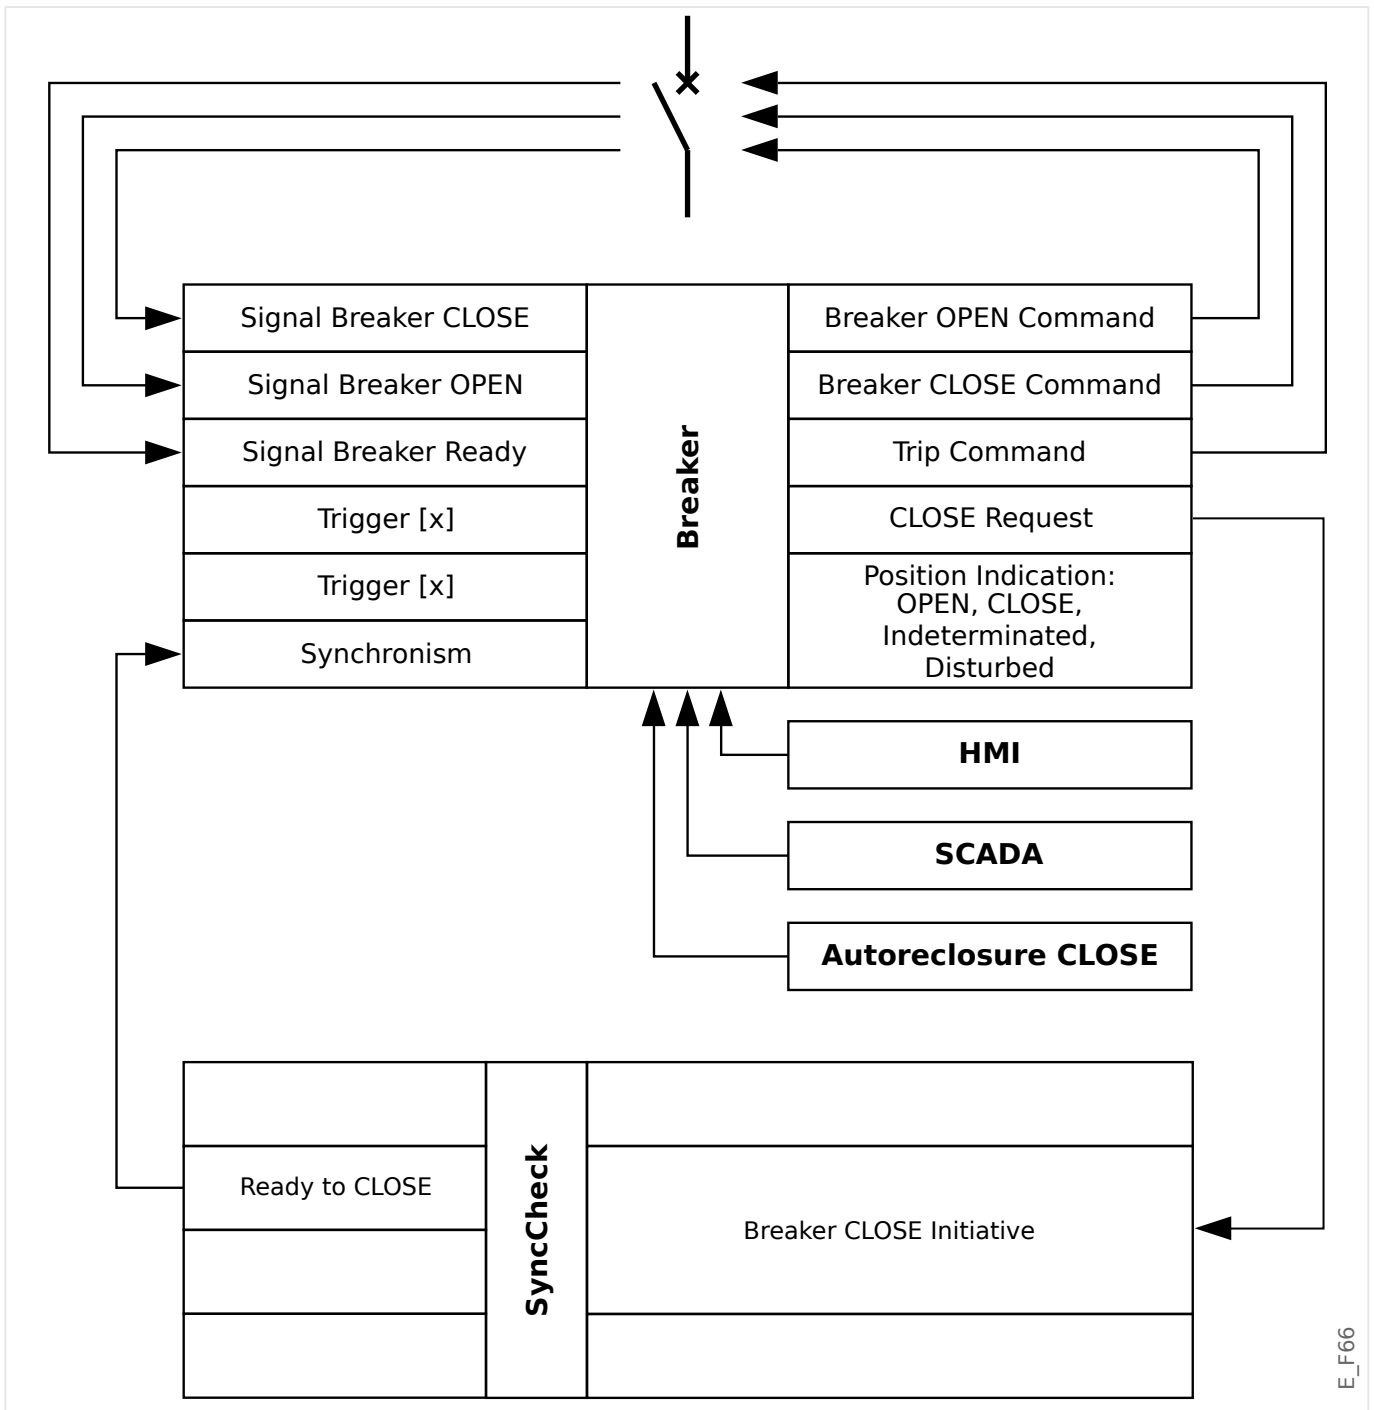 Signal Breaker CLOSE
Signal Breaker OPEN
Signal Breaker Ready
Trigger [x]
Trigger [x]
Synchronism
Breaker
Breaker OPEN Command
Breaker CLOSE Command
Trip Command
CLOSE Request
Position Indication:
OPEN, CLOSE,
Indeterminated,
Disturbed
HMI
SCADA
Autoreclosure CLOSE
Ready to CLOSE
SyncCheck
Breaker CLOSE Initiative
E_F66